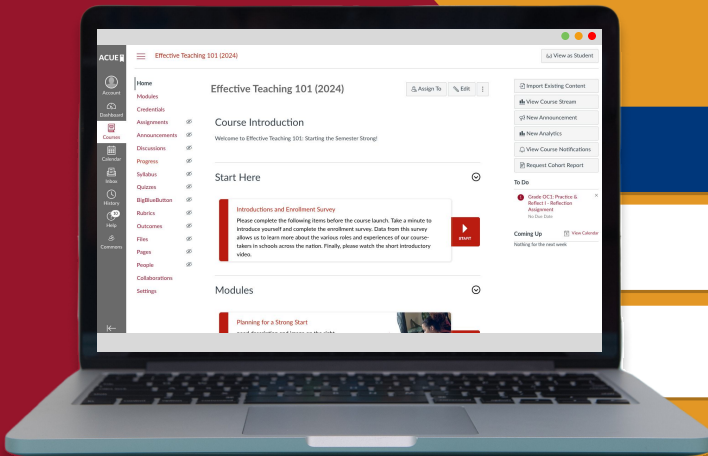 ACUE
Account
Dashboard
Courses
Calendar
Inbox
History
10
Help
Commons
Effective Teaching 101 (2024)
View as Student
Home
Modules
Credentials
Assignments
Announcements
Discussions
Progress
Syllabus
Quizzes
BigBlueButton
Rubrics
Outcomes
Files
Pages
People
Collaborations
Settings
Effective Teaching 101 (2024)
Assign To
Edit
Course Introduction
Welcome to Effective Teaching 101: Starting the Semester Strong!
Start Here
Introductions and Enrollment Survey
Please complete the following items before the course launch. Take a minute to
introduce yourself and complete the enrollment survey. Data from this survey
allows us to learn more about the various roles and experiences of our course-
takers in schools across the nation. Finally, please watch the short introductory
video.
START
Modules
Planning for a Strong Start
Import Existing Content
View Course Stream
New Announcement
New Analytics
View Course Notifications
Request Cohort Report
To Do
Grade OC1: Practice &
Reflect 1 - Reflection
Assignment
No Due Date
Coming Up
View Calendar
Nothing for the next week